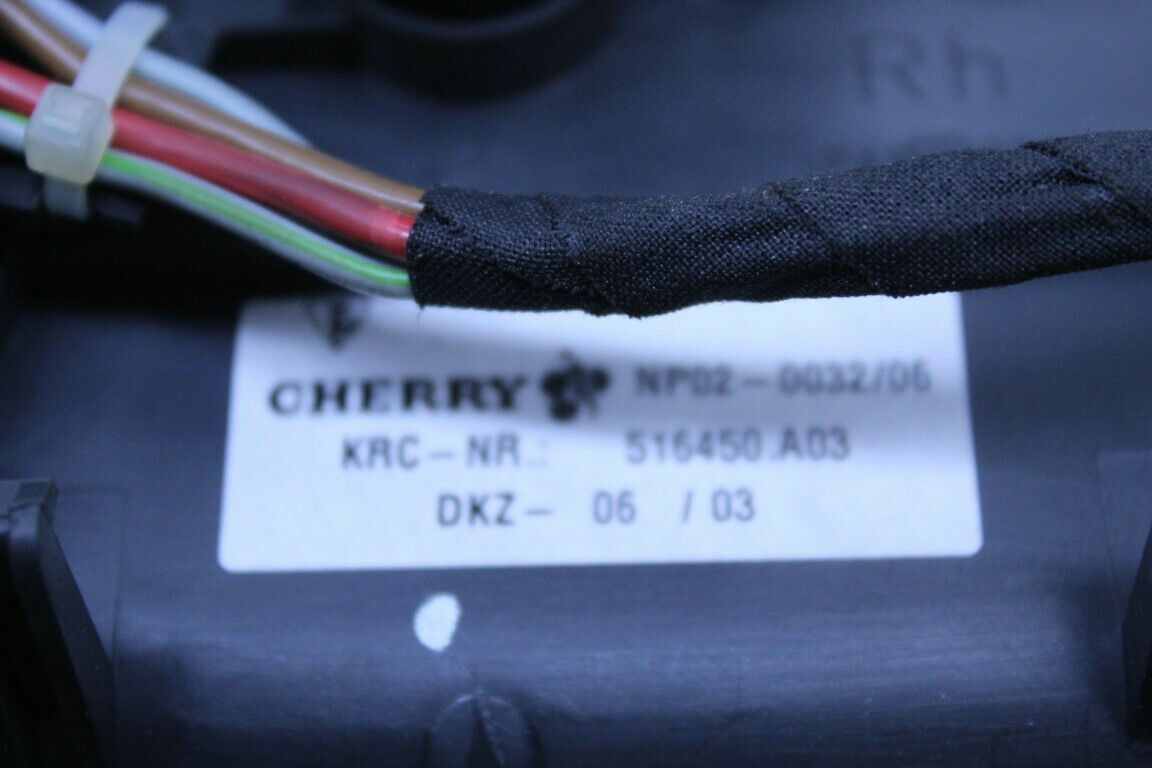 Rh
CHERRY NP02-0032/06
KRC-NR.: 516450.A03
DKZ- 06 / 03